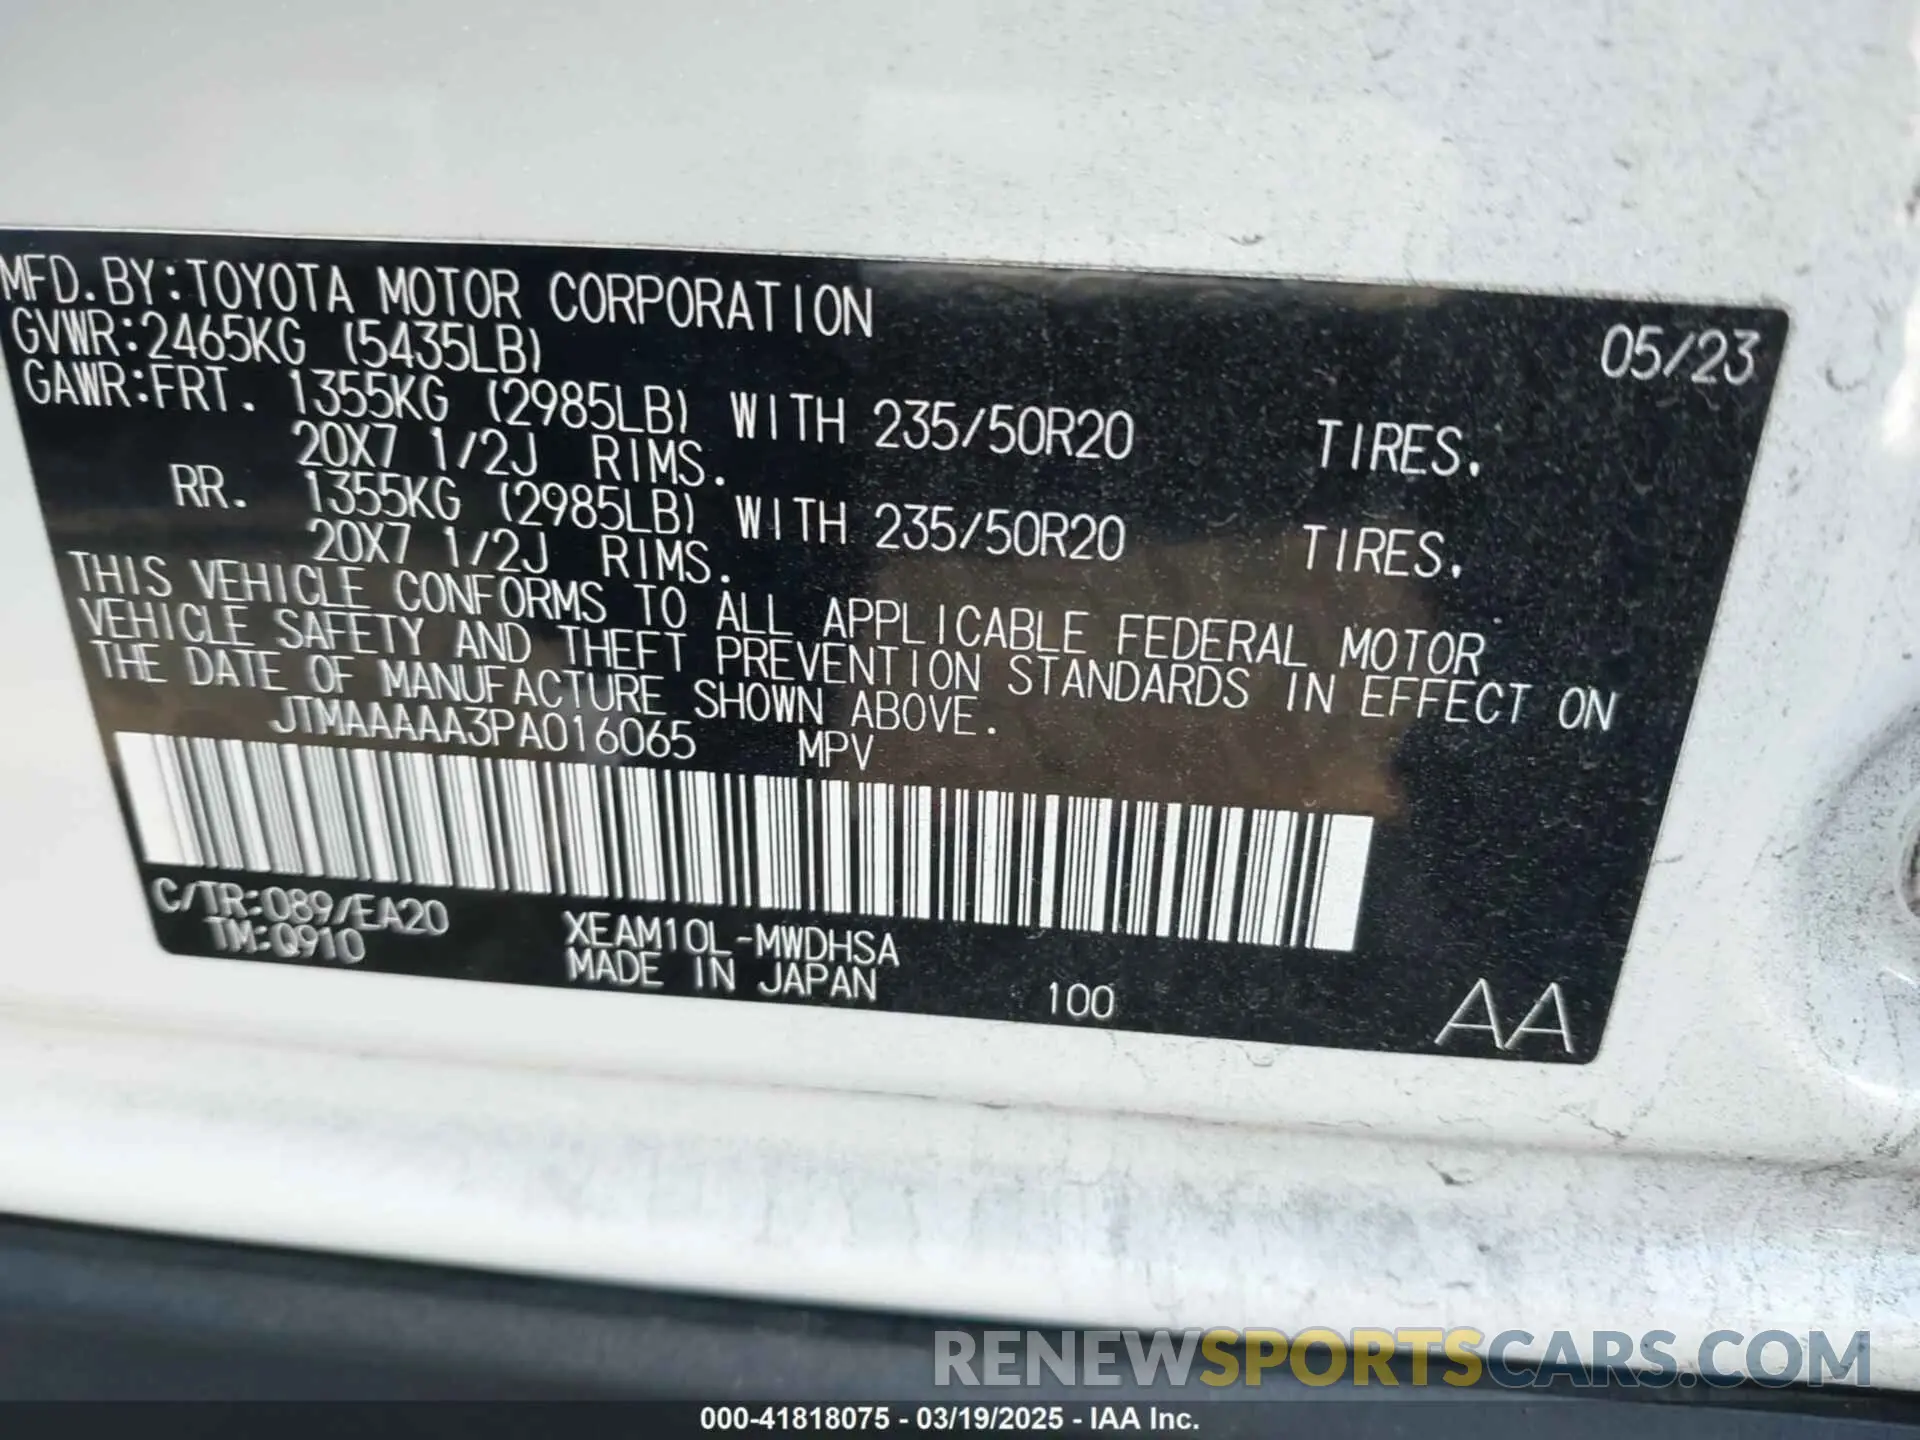 MFD.BY:TOYOTA MOTOR CORPORATION 05/23
GVWR:2465KG (5435LB)
GAWR:FRT. 1355KG (2985LB) WITH 235/50R20 TIRES,
20X7 1/2J RIMS.
RR. 1355KG (2985LB) WITH 235/50R20 TIRES,
20X7 1/2J RIMS.
THIS VEHICLE CONFORMS TO ALL APPLICABLE FEDERAL MOTOR
VEHICLE SAFETY AND THEFT PREVENTION STANDARDS IN EFFECT ON
THE DATE OF MANUFACTURE SHOWN ABOVE.
JTMAAAAA3PA016065 MPV
C/TR:089/EA20 XEAM10L-MWDHSA
TM:Q910 MADE IN JAPAN 100 AA
RENEWSPORTSCARS.COM
000-41818075 - 03/19/2025 - IAA Inc.